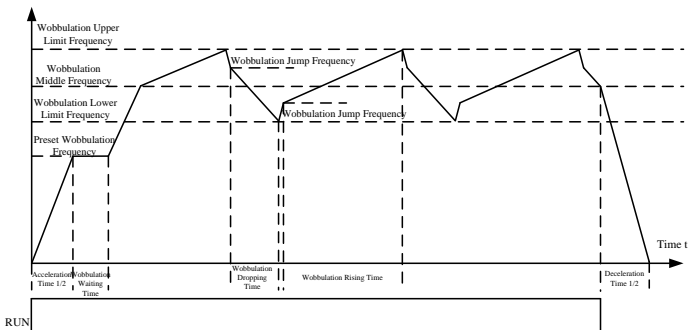 Wobbulation Upper
Limit Frequency
Wobbulation Jump Frequency
Wobbulation
Middle Frequency
Wobbulation Lower
Limit Frequency
Wobbulation Jump Frequency
Preset Wobbulation
Frequency
Time t
Acceleration
Time 1/2
Wobbulation
Waiting
Time
Wobbulation
Dropping
Time
Wobbulation Rising Time
Deceleration
Time 1/2
RUN